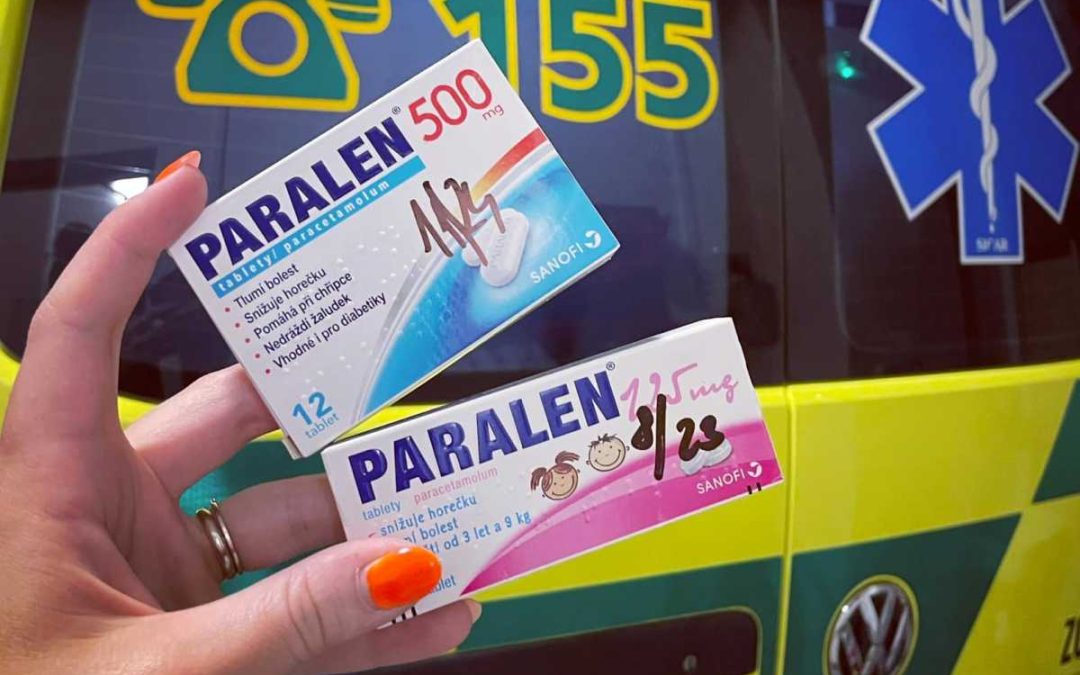 155
PARALEN® 500 mg
tablety/ paracetamolum
• Tlumí bolest
• Snižuje horečku
• Pomáhá při chřipce
• Nedráždí žaludek
• Vhodné i pro diabetiky
12
tablet
SANOFI
PARALEN® 125 mg
8/23
tablety paracetamolum
snižuje horečku
bolest
od 3 let a 9 kg
SANOFI